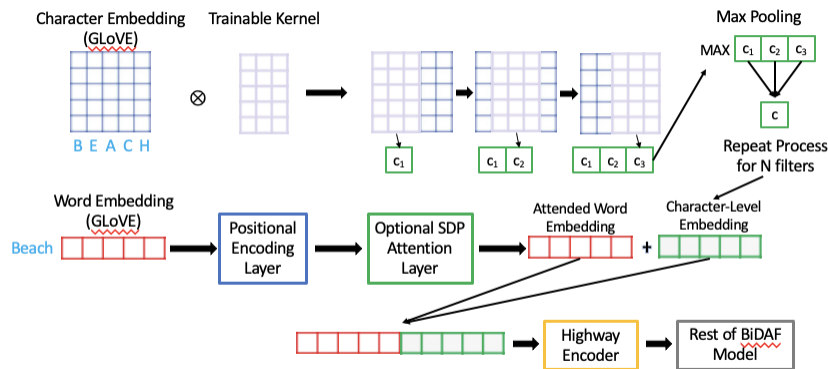 Character Embedding
(GLoVE)
Trainable Kernel
Max Pooling
MAX
c1 c2 c3
⊗
B E A C H
c1
c1 c2
c1 c2 c3
c
Repeat Process
for N filters
Word Embedding
(GLoVE)
Beach
Positional
Encoding
Layer
Optional SDP
Attention
Layer
Attended Word
Embedding
+
Character-Level
Embedding
Highway
Encoder
Rest of BiDAF
Model